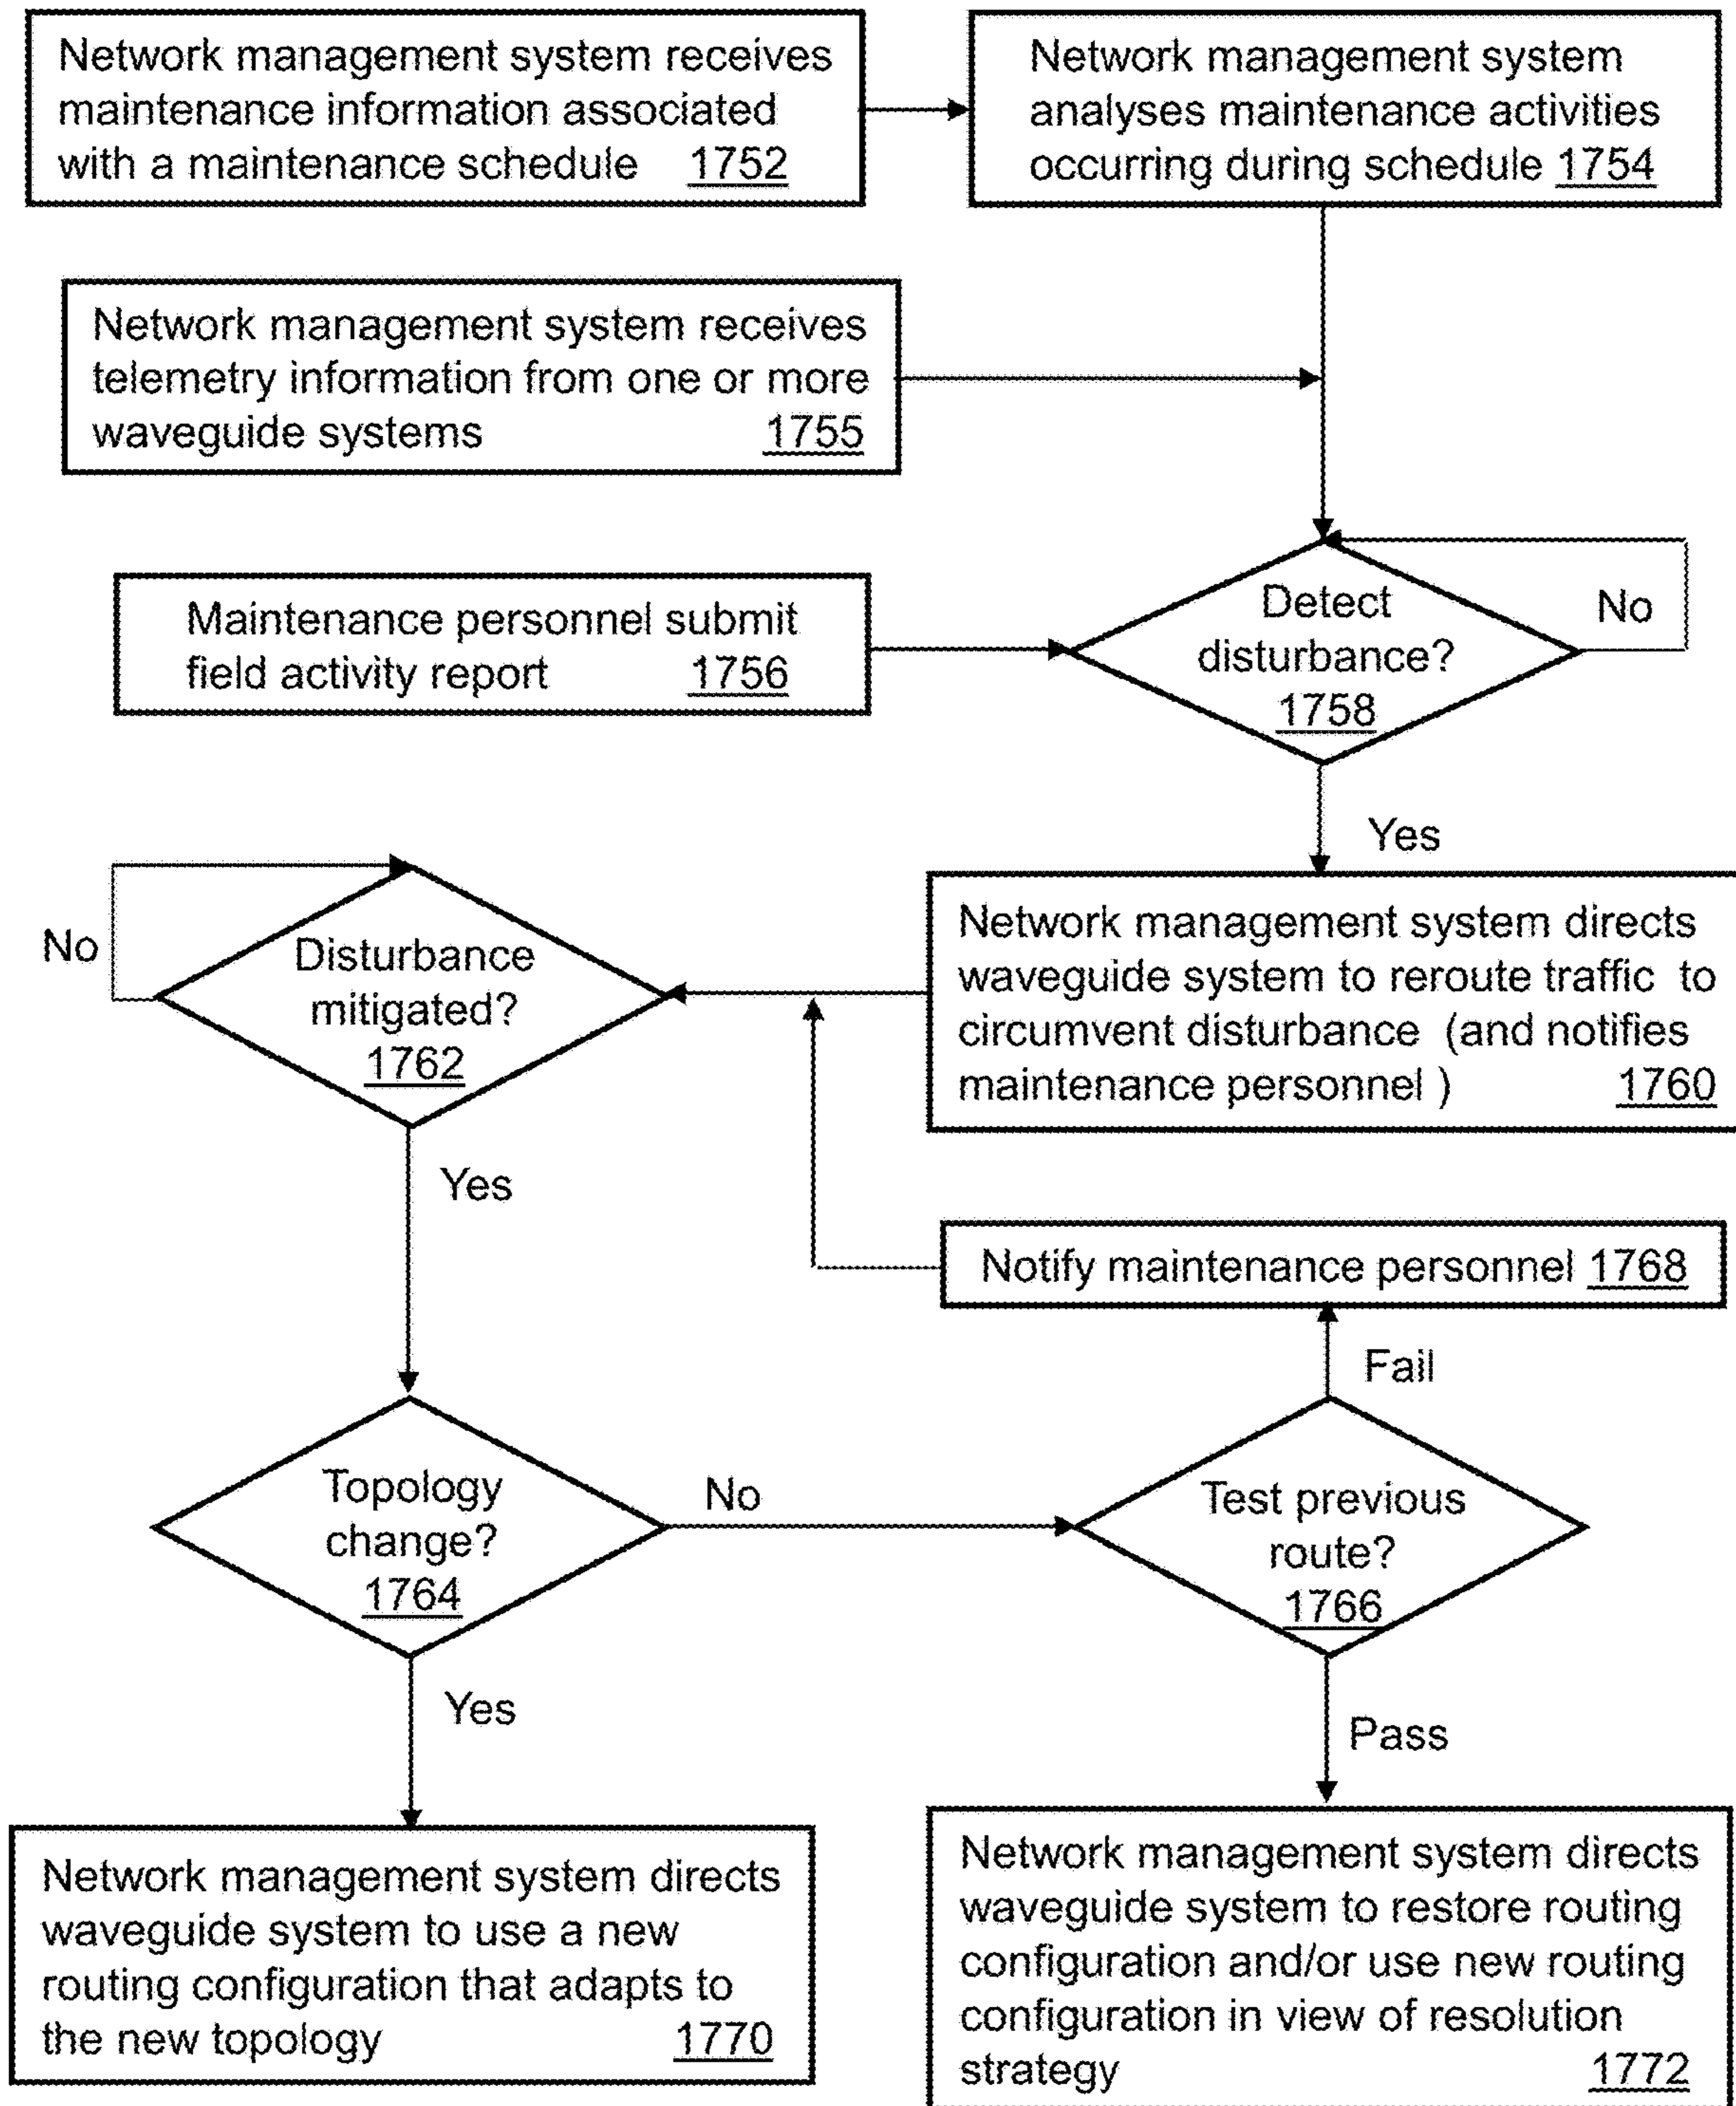 Network management system receives
maintenance information associated
with a maintenance schedule 1752
Network management system
analyses maintenance activities
occurring during schedule 1754
Network management system receives
telemetry information from one or more
waveguide systems 1755
Maintenance personnel submit
field activity report 1756
Detect
disturbance?
1758
No
Yes
Network management system directs
waveguide system to reroute traffic to
circumvent disturbance (and notifies
maintenance personnel ) 1760
Disturbance
mitigated?
1762
No
Yes
Notify maintenance personnel 1768
Fail
Topology
change?
1764
No
Test previous
route?
1766
Yes
Pass
Network management system directs
waveguide system to use a new
routing configuration that adapts to
the new topology 1770
Network management system directs
waveguide system to restore routing
configuration and/or use new routing
configuration in view of resolution
strategy 1772